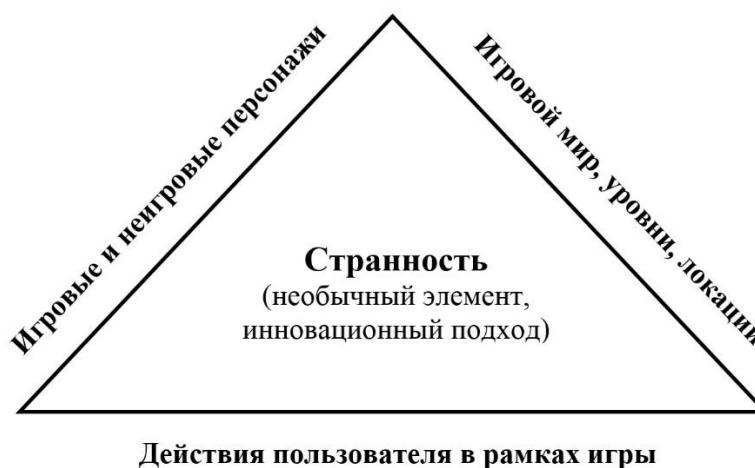 Игровые и неигровые персонажи
Игровой мир, уровни, локации
Странность
(необычный элемент,
инновационный подход)
Действия пользователя в рамках игры